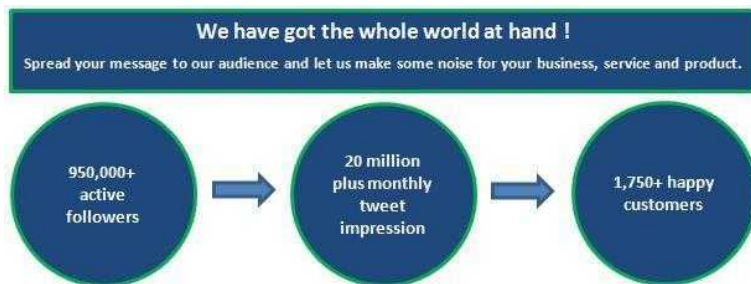 We have got the whole world at hand !
Spread your message to our audience and let us make some noise for your business, service and product.
950,000+
active
followers
20 million
plus monthly
tweet
impression
1,750+ happy
customers